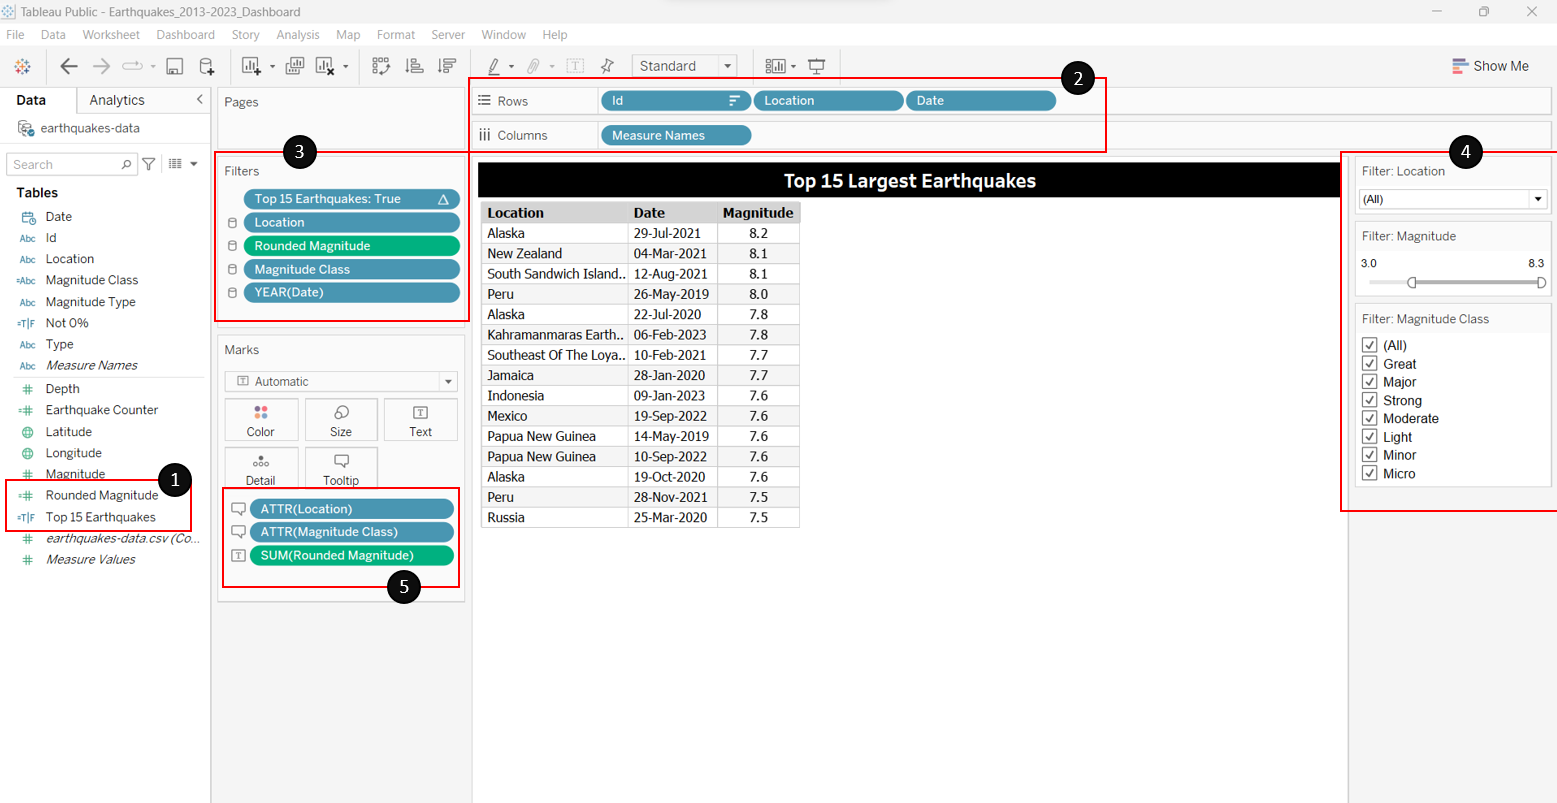 Tableau Public - Earthquakes_2013-2023_Dashboard
File Data Worksheet Dashboard Story Analysis Map Format Server Window Help
Standard
Show Me
Data Analytics
earthquakes-data
Search
Tables
Date
Abc Id
Abc Location
=Abc Magnitude Class
Abc Magnitude Type
=T|F Not 0%
Abc Type
Abc Measure Names
# Depth
=# Earthquake Counter
Latitude
Longitude
# Magnitude
1
=# Rounded Magnitude
=T|F Top 15 Earthquakes
# earthquakes-data.csv (Co...
# Measure Values
Pages
3
Filters
Top 15 Earthquakes: True
Location
Rounded Magnitude
Magnitude Class
YEAR(Date)
Marks
T Automatic
Color Size Text
Detail Tooltip
ATTR(Location)
ATTR(Magnitude Class)
T SUM(Rounded Magnitude)
5
2
Rows Id Location Date
Columns Measure Names
Top 15 Largest Earthquakes
Location Date Magnitude
Alaska 29-Jul-2021 8.2
New Zealand 04-Mar-2021 8.1
South Sandwich Island.. 12-Aug-2021 8.1
Peru 26-May-2019 8.0
Alaska 22-Jul-2020 7.8
Kahramanmaras Earth.. 06-Feb-2023 7.8
Southeast Of The Loya.. 10-Feb-2021 7.7
Jamaica 28-Jan-2020 7.7
Indonesia 09-Jan-2023 7.6
Mexico 19-Sep-2022 7.6
Papua New Guinea 14-May-2019 7.6
Papua New Guinea 10-Sep-2022 7.6
Alaska 19-Oct-2020 7.6
Peru 28-Nov-2021 7.5
Russia 25-Mar-2020 7.5
4
Filter: Location
(All)
Filter: Magnitude
3.0 8.3
Filter: Magnitude Class
(All)
Great
Major
Strong
Moderate
Light
Minor
Micro